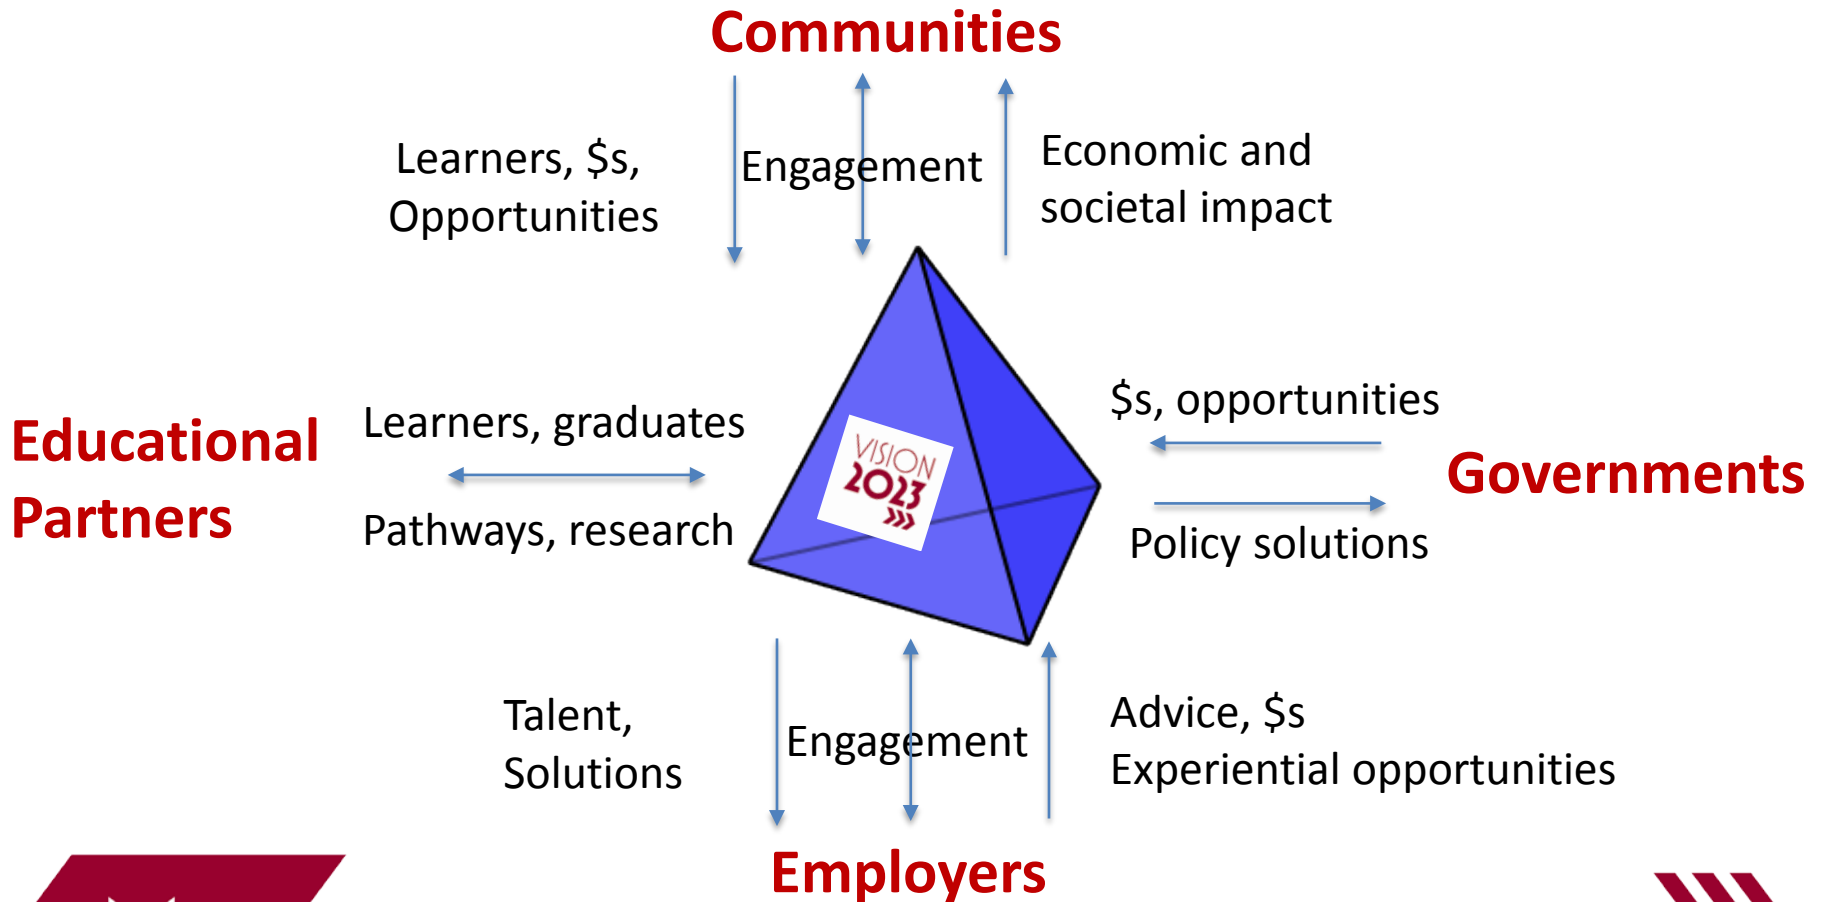 Communities
Learners, $s,
Opportunities
Engagement
Economic and
societal impact
Educational
Partners
Learners, graduates
Pathways, research
VISION
2023
$s, opportunities
Governments
Policy solutions
Talent,
Solutions
Engagement
Advice, $s
Experiential opportunities
Employers